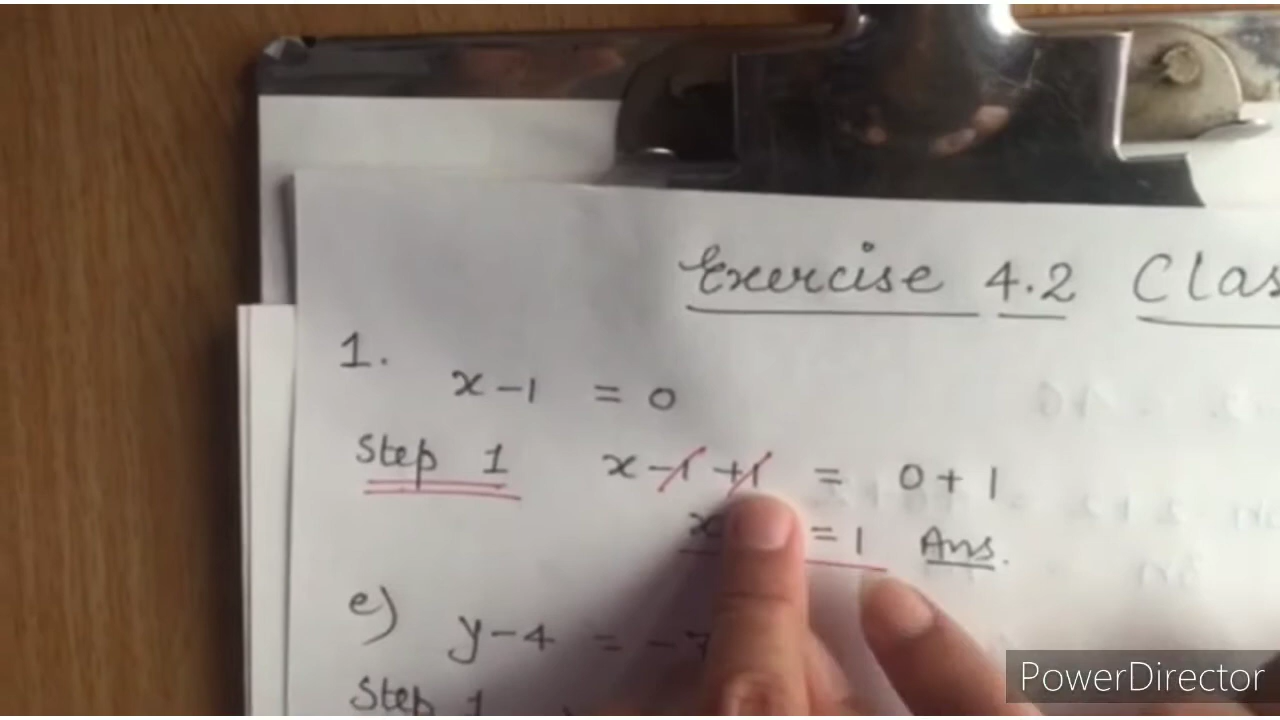 Exercise 4.2 Clas
1.
x-1 = 0
Step 1 x-1+1 = 0+1
x = 1 Ans.
e) y-4 = -7
Step 1
PowerDirector